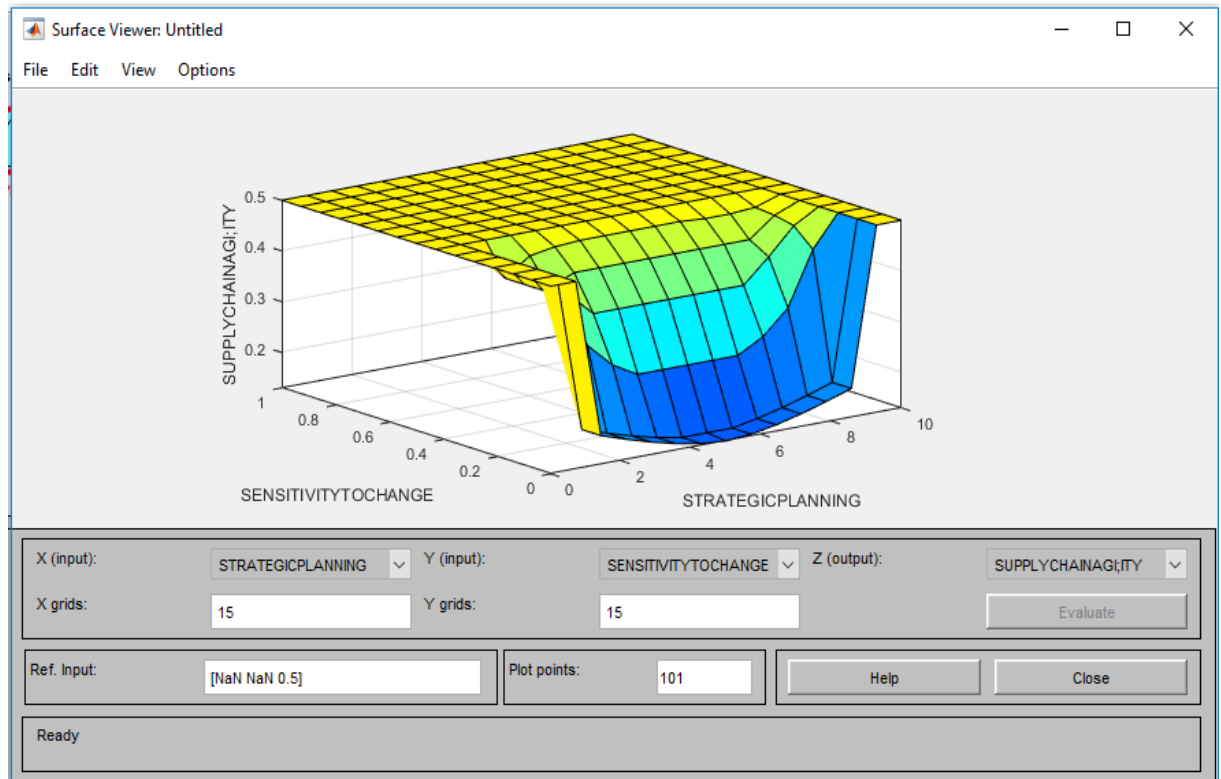 Surface Viewer: Untitled
File Edit View Options
SUPPLYCHAINAGI;ITY
0.5
0.4
0.3
0.2
1
0.8
0.6
0.4
0.2
0
SENSITIVITYTOCHANGE
0
2
4
6
8
10
STRATEGICPLANNING
X (input): STRATEGICPLANNING Y (input): SENSITIVITYTOCHANGE Z (output): SUPPLYCHAINAGI;ITY
X grids: 15 Y grids: 15 Evaluate
Ref. Input: [NaN NaN 0.5] Plot points: 101 Help Close
Ready